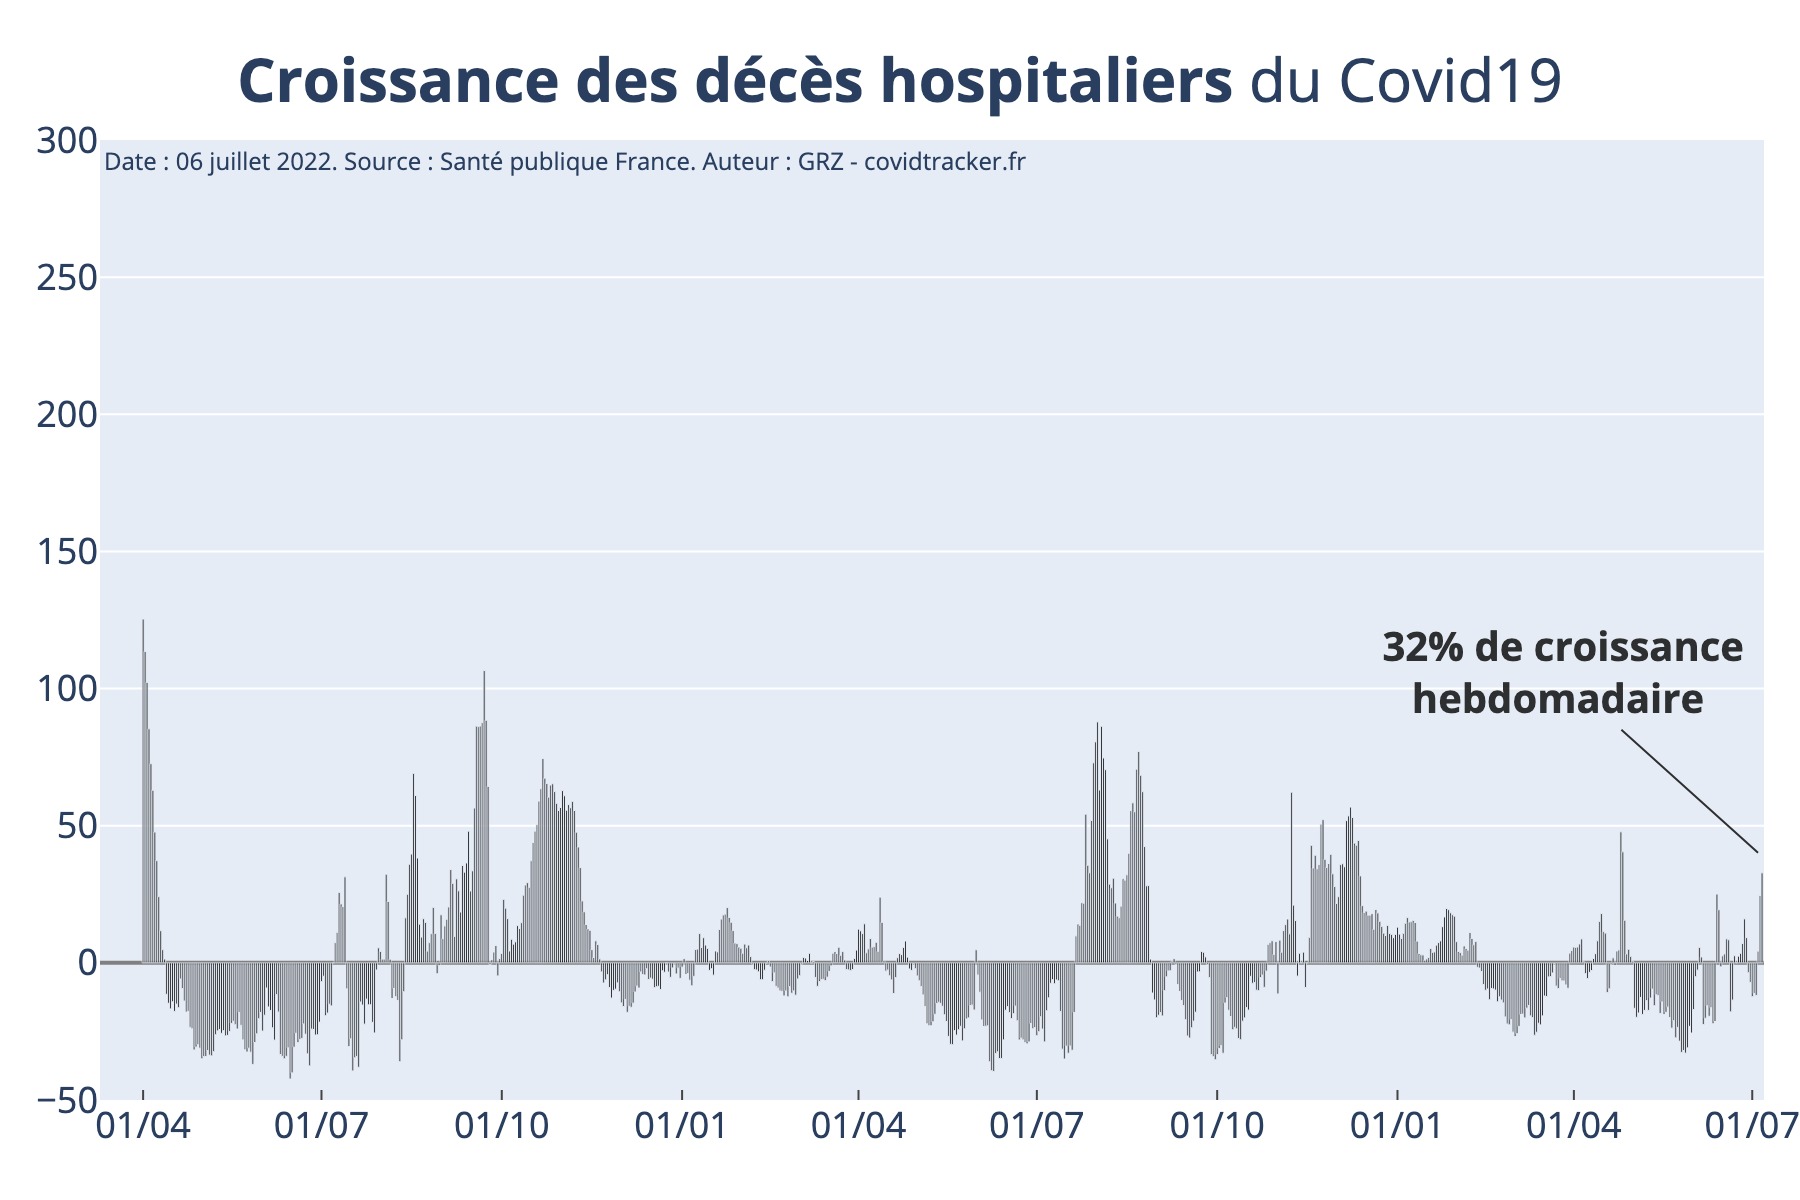 Croissance des décès hospitaliers du Covid19
300
Date : 06 juillet 2022. Source : Santé publique France. Auteur : GRZ - covidtracker.fr
250
200
150
32% de croissance
100
hebdomadaire
50
0
−50
01/04 01/07 01/10 01/01 01/04 01/07 01/10 01/01 01/04 01/07